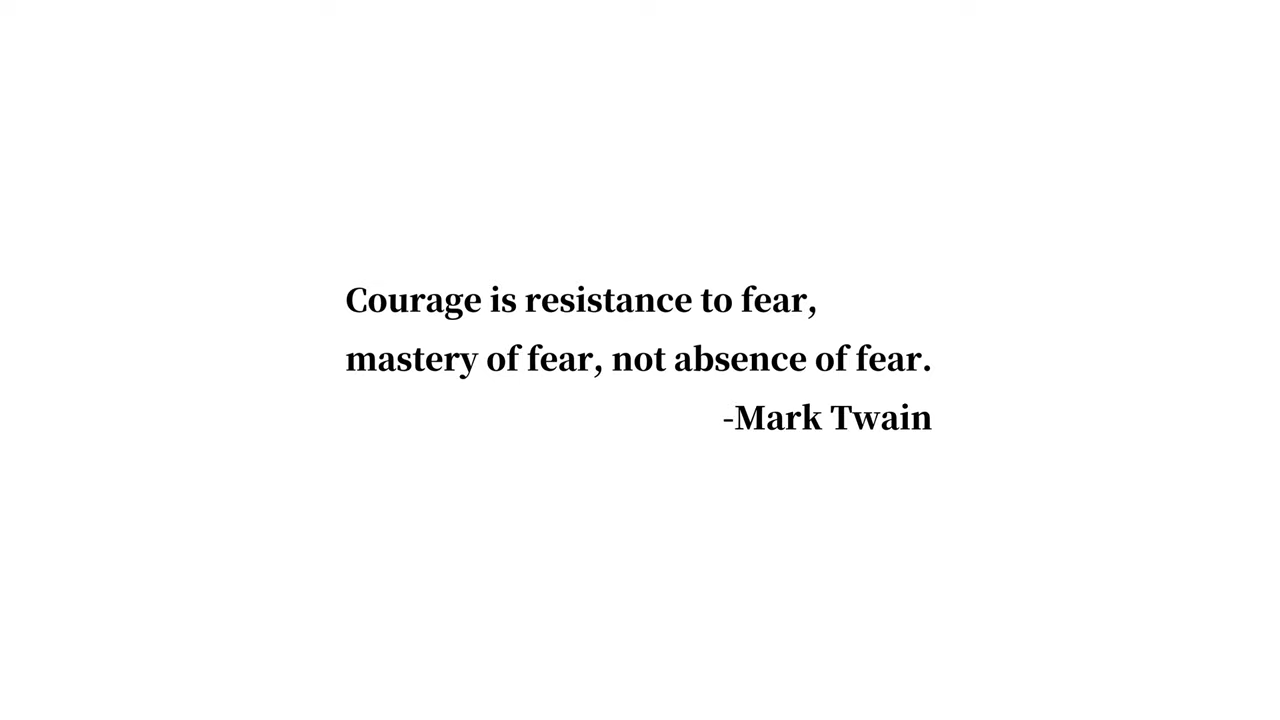 Courage is resistance to fear,
mastery of fear, not absence of fear.
-Mark Twain